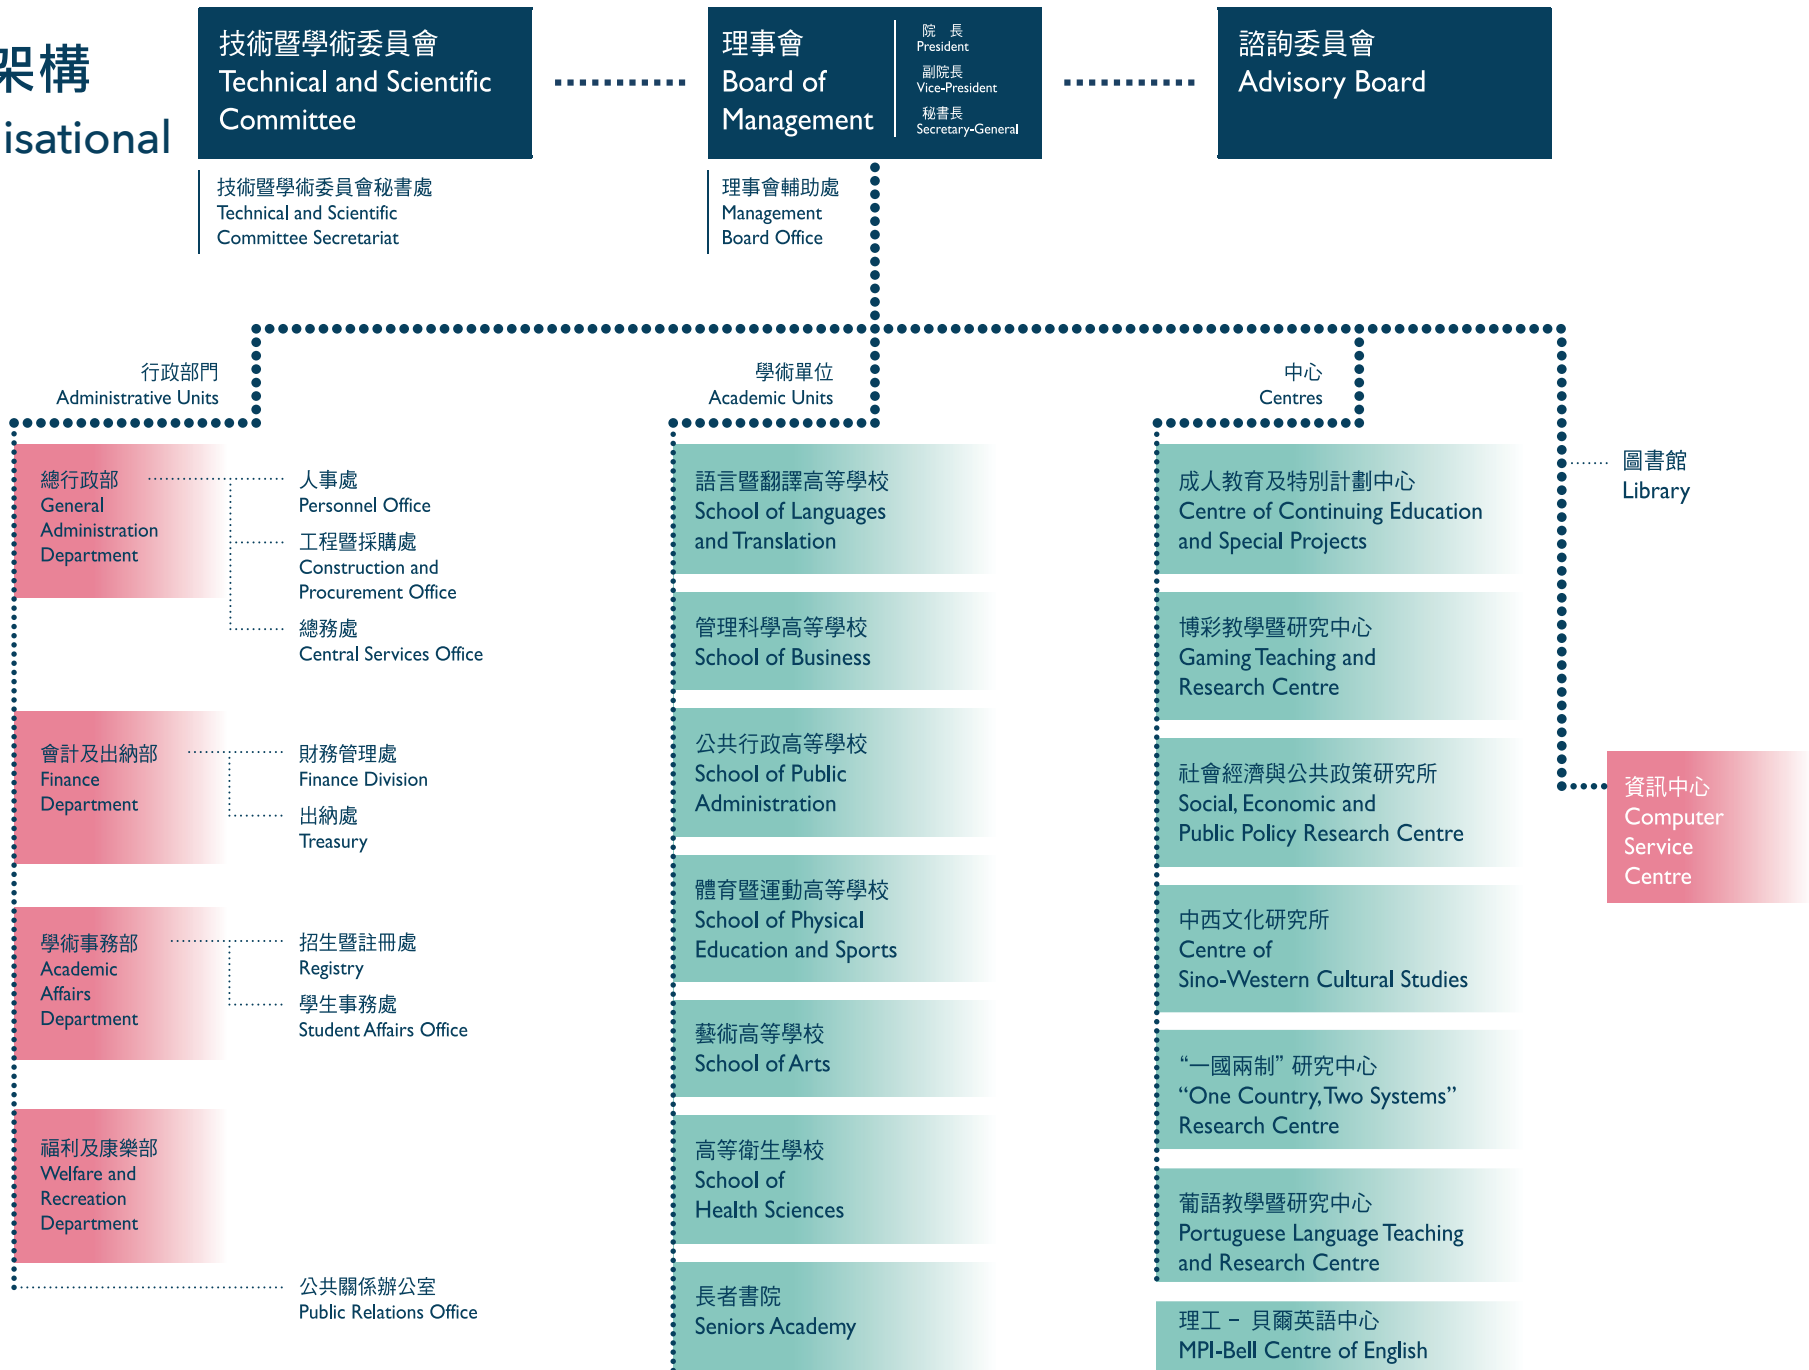 架構
isational
技術暨學術委員會
Technical and Scientific
Committee
理事會
Board of
Management
院 長
President
副院長
Vice-President
秘書長
Secretary-General
諮詢委員會
Advisory Board
技術暨學術委員會秘書處
Technical and Scientific
Committee Secretariat
理事會輔助處
Management
Board Office
行政部門
Administrative Units
總行政部
General
Administration
Department
人事處
Personnel Office
工程暨採購處
Construction and
Procurement Office
總務處
Central Services Office
會計及出納部
Finance
Department
財務管理處
Finance Division
出納處
Treasury
學術事務部
Academic
Affairs
Department
招生暨註冊處
Registry
學生事務處
Student Affairs Office
福利及康樂部
Welfare and
Recreation
Department
公共關係辦公室
Public Relations Office
學術單位
Academic Units
語言暨翻譯高等學校
School of Languages
and Translation
管理科學高等學校
School of Business
公共行政高等學校
School of Public
Administration
體育暨運動高等學校
School of Physical
Education and Sports
藝術高等學校
School of Arts
高等衛生學校
School of
Health Sciences
長者書院
Seniors Academy
中心
Centres
成人教育及特別計劃中心
Centre of Continuing Education
and Special Projects
博彩教學暨研究中心
Gaming Teaching and
Research Centre
社會經濟與公共政策研究所
Social, Economic and
Public Policy Research Centre
中西文化研究所
Centre of
Sino-Western Cultural Studies
“一國兩制” 研究中心
“One Country, Two Systems”
Research Centre
葡語教學暨研究中心
Portuguese Language Teaching
and Research Centre
理工 – 貝爾英語中心
MPI-Bell Centre of English
圖書館
Library
資訊中心
Computer
Service
Centre